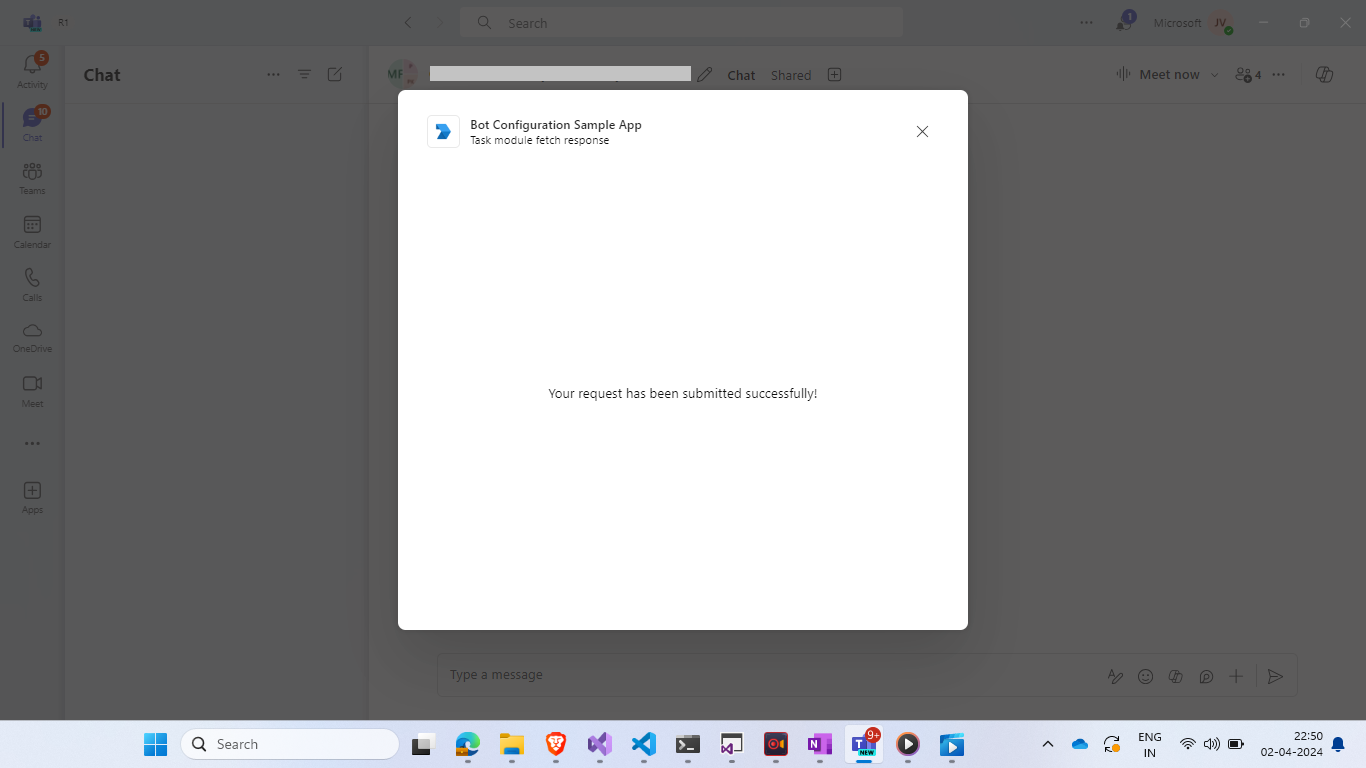 R1
Search
1
Microsoft
JV
5
Activity
10
Chat
Teams
Calendar
Calls
OneDrive
Meet
Apps
Chat
MF
Chat
Shared
Meet now
4
Bot Configuration Sample App
Task module fetch response
Your request has been submitted successfully!
Type a message
Search
9+
NEW
ENG
IN
22:50
02-04-2024